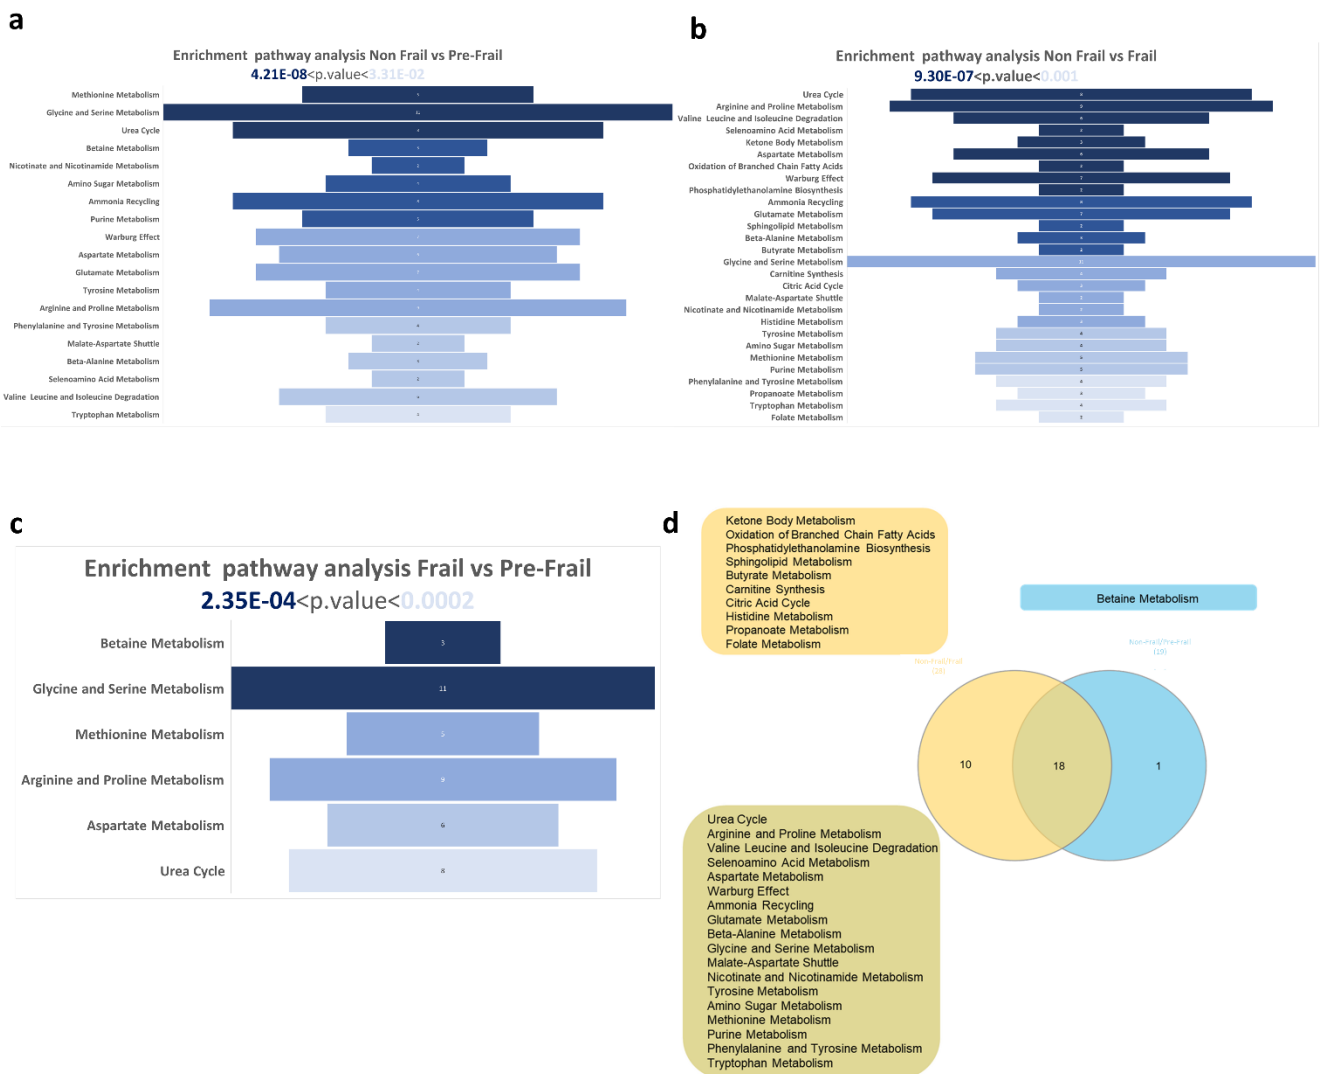 a
Enrichment pathway analysis Non Frail vs Pre-Frail
4.21E-08<p.value<3.31E-02
Methionine Metabolism
Glycine and Serine Metabolism
Urea Cycle
Betaine Metabolism
Nicotinate and Nicotinamide Metabolism
Amino Sugar Metabolism
Ammonia Recycling
Purine Metabolism
Warburg Effect
Aspartate Metabolism
Glutamate Metabolism
Tyrosine Metabolism
Arginine and Proline Metabolism
Phenylalanine and Tyrosine Metabolism
Malate-Aspartate Shuttle
Beta-Alanine Metabolism
Selenoamino Acid Metabolism
Valine Leucine and Isoleucine Degradation
Tryptophan Metabolism
b
Enrichment pathway analysis Non Frail vs Frail
9.30E-07<p.value<0.001
Urea Cycle
Arginine and Proline Metabolism
Valine Leucine and Isoleucine Degradation
Selenoamino Acid Metabolism
Ketone Body Metabolism
Aspartate Metabolism
Oxidation of Branched Chain Fatty Acids
Warburg Effect
Phosphatidylethanolamine Biosynthesis
Ammonia Recycling
Glutamate Metabolism
Sphingolipid Metabolism
Beta-Alanine Metabolism
Butyrate Metabolism
Glycine and Serine Metabolism
Carnitine Synthesis
Citric Acid Cycle
Malate-Aspartate Shuttle
Nicotinate and Nicotinamide Metabolism
Histidine Metabolism
Tyrosine Metabolism
Amino Sugar Metabolism
Methionine Metabolism
Purine Metabolism
Phenylalanine and Tyrosine Metabolism
Propanoate Metabolism
Tryptophan Metabolism
Folate Metabolism
c
Enrichment pathway analysis Frail vs Pre-Frail
2.35E-04<p.value<0.0002
Betaine Metabolism 3
Glycine and Serine Metabolism 11
Methionine Metabolism 5
Arginine and Proline Metabolism 9
Aspartate Metabolism 6
Urea Cycle 8
d
Ketone Body Metabolism
Oxidation of Branched Chain Fatty Acids
Phosphatidylethanolamine Biosynthesis
Sphingolipid Metabolism
Butyrate Metabolism
Carnitine Synthesis
Citric Acid Cycle
Histidine Metabolism
Propanoate Metabolism
Folate Metabolism
Betaine Metabolism
Non-Frail/Frail
Non-Frail/Pre-Frail
(19)
10
18
1
Urea Cycle
Arginine and Proline Metabolism
Valine Leucine and Isoleucine Degradation
Selenoamino Acid Metabolism
Aspartate Metabolism
Warburg Effect
Ammonia Recycling
Glutamate Metabolism
Beta-Alanine Metabolism
Glycine and Serine Metabolism
Malate-Aspartate Shuttle
Nicotinate and Nicotinamide Metabolism
Tyrosine Metabolism
Amino Sugar Metabolism
Methionine Metabolism
Purine Metabolism
Phenylalanine and Tyrosine Metabolism
Tryptophan Metabolism